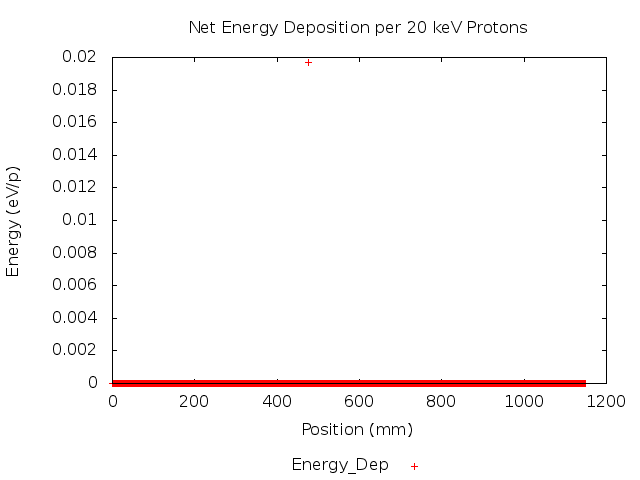 Net Energy Deposition per 20 keV Protons
0.02
0.018
0.016
0.014
0.012
0.01
0.008
0.006
0.004
0.002
0
Energy (eV/p)
0 200 400 600 800 1000 1200
Position (mm)
Energy_Dep